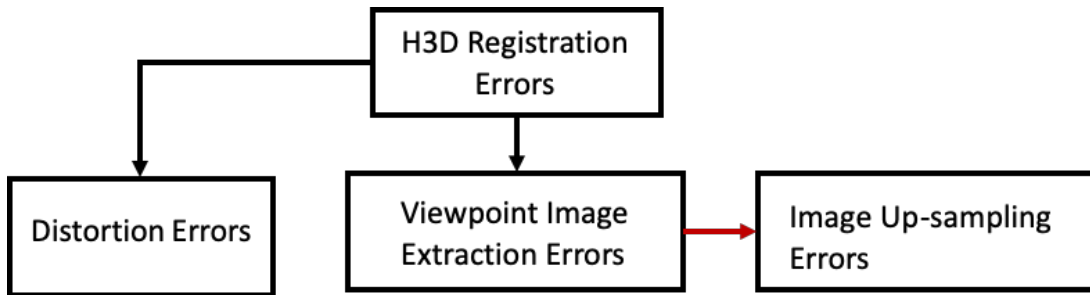 H3D Registration
Errors
Distortion Errors
Viewpoint Image
Extraction Errors
Image Up-sampling
Errors